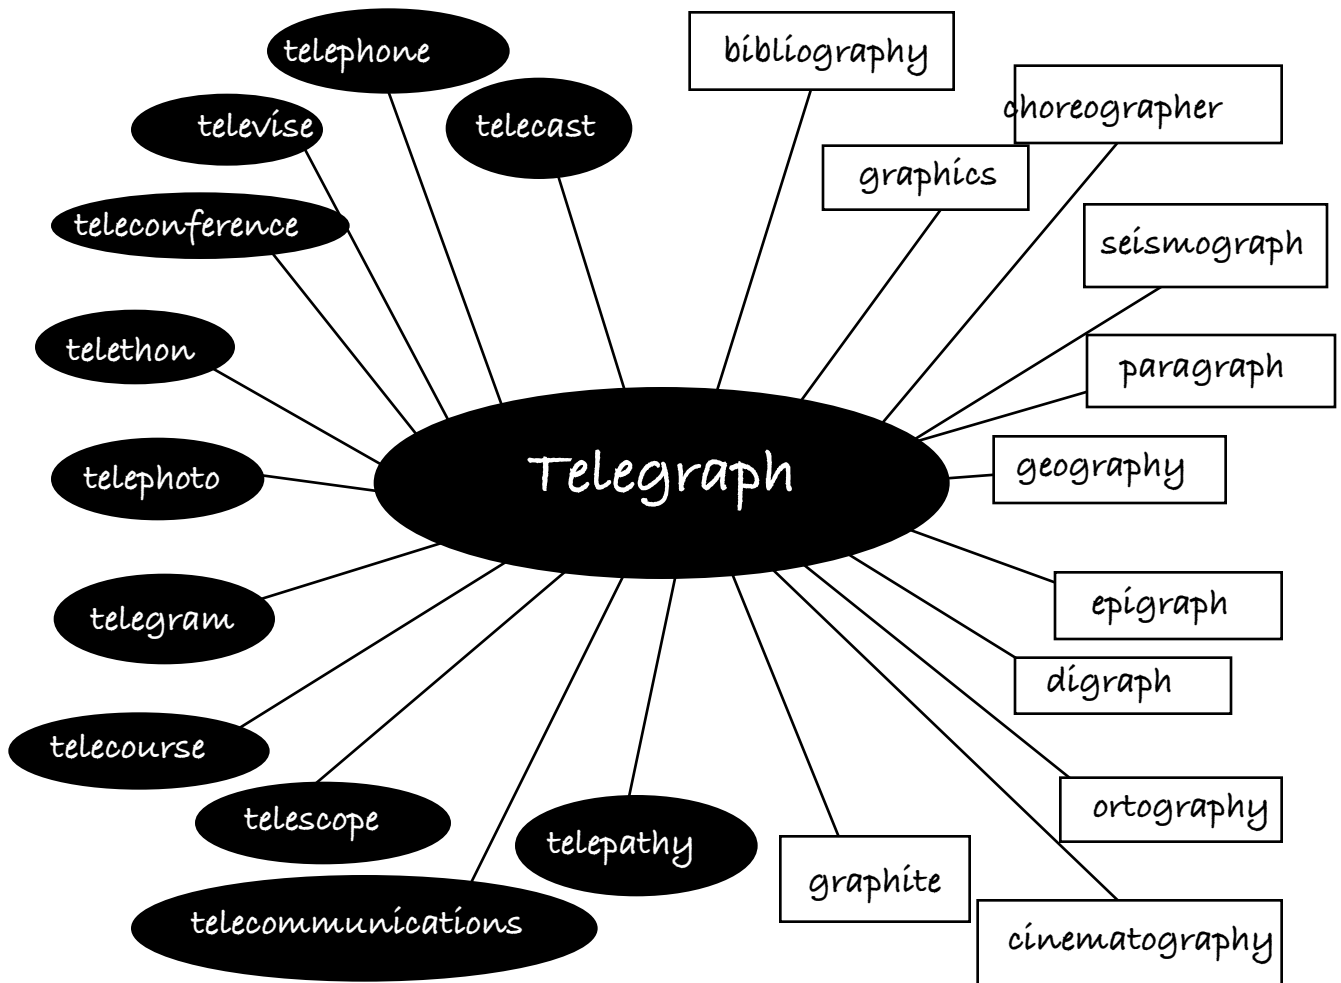 telephone
bibliography
choreographer
televise
telecast
graphics
teleconference
seismograph
telethon
paragraph
Telegraph
geography
telephoto
epigraph
telegram
digraph
telecourse
ortography
telescope
telepathy
graphite
telecommunications
cinematography